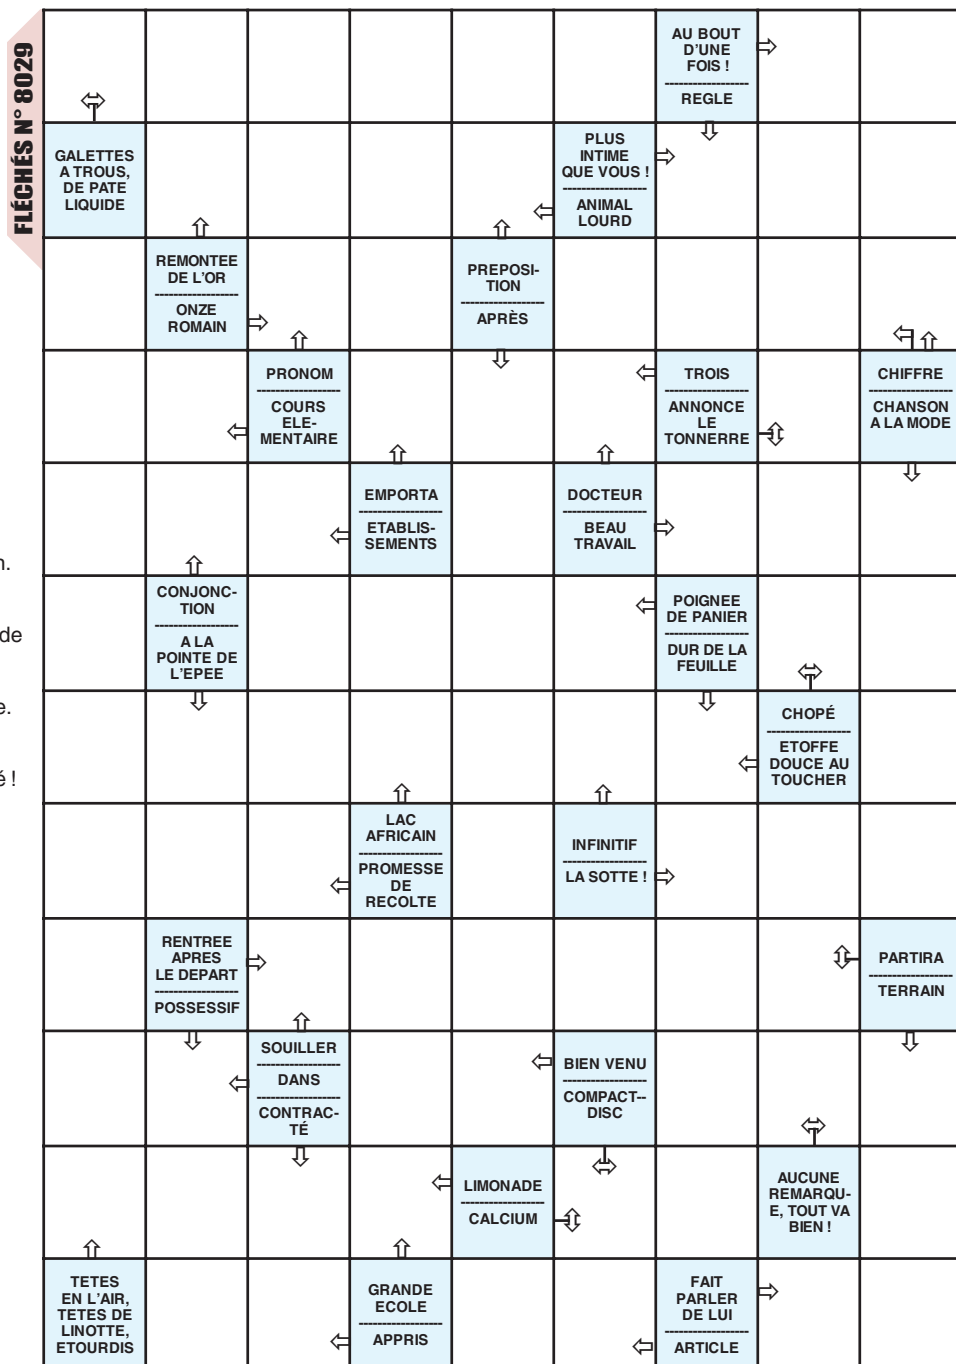 FLÉCHÉS N° 8029
AU BOUT
D'UNE
FOIS !
REGLE
GALETTES
A TROUS,
DE PATE
LIQUIDE
PLUS
INTIME
QUE VOUS !
ANIMAL
LOURD
REMONTEE
DE L'OR
ONZE
ROMAIN
PREPOSI-
TION
APRÈS
PRONOM
COURS
ELE-
MENTAIRE
TROIS
ANNONCE
LE
TONNERRE
CHIFFRE
CHANSON
A LA MODE
EMPORTA
ETABLIS-
SEMENTS
DOCTEUR
BEAU
TRAVAIL
n.
CONJONC-
TION
A LA
POINTE DE
L'EPEE
POIGNEE
DE PANIER
DUR DE LA
FEUILLE
de
e.
CHOPÉ
ETOFFE
DOUCE AU
TOUCHER
é !
LAC
AFRICAIN
PROMESSE
DE
RECOLTE
INFINITIF
LA SOTTE !
RENTREE
APRES
LE DEPART
POSSESSIF
PARTIRA
TERRAIN
SOUILLER
DANS
CONTRAC-
TÉ
BIEN VENU
COMPACT--
DISC
LIMONADE
CALCIUM
AUCUNE
REMARQU-
E, TOUT VA
BIEN !
TETES
EN L'AIR,
TETES DE
LINOTTE,
ETOURDIS
GRANDE
ECOLE
APPRIS
FAIT
PARLER
DE LUI
ARTICLE